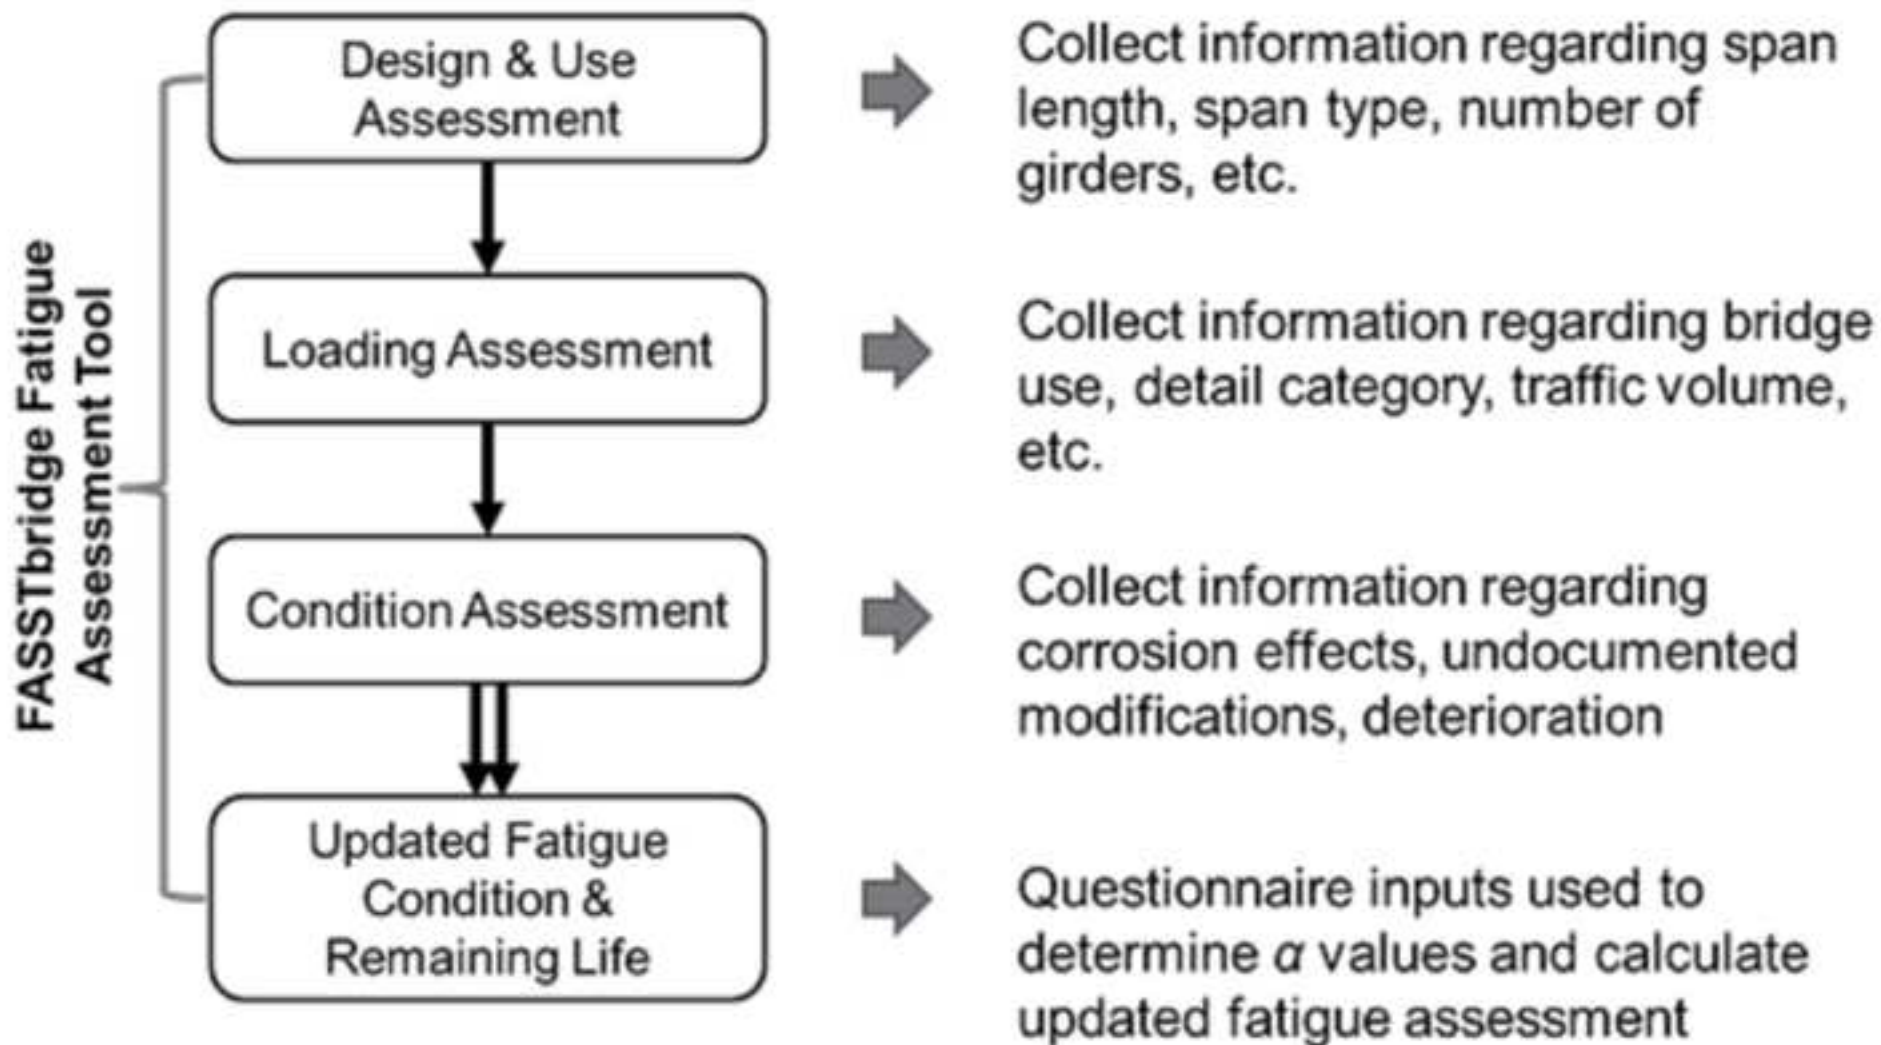 FASSTbridge Fatigue
Assessment Tool
Design & Use
Assessment
Collect information regarding span
length, span type, number of
girders, etc.
Loading Assessment
Collect information regarding bridge
use, detail category, traffic volume,
etc.
Condition Assessment
Collect information regarding
corrosion effects, undocumented
modifications, deterioration
Updated Fatigue
Condition &
Remaining Life
Questionnaire inputs used to
determine α values and calculate
updated fatigue assessment